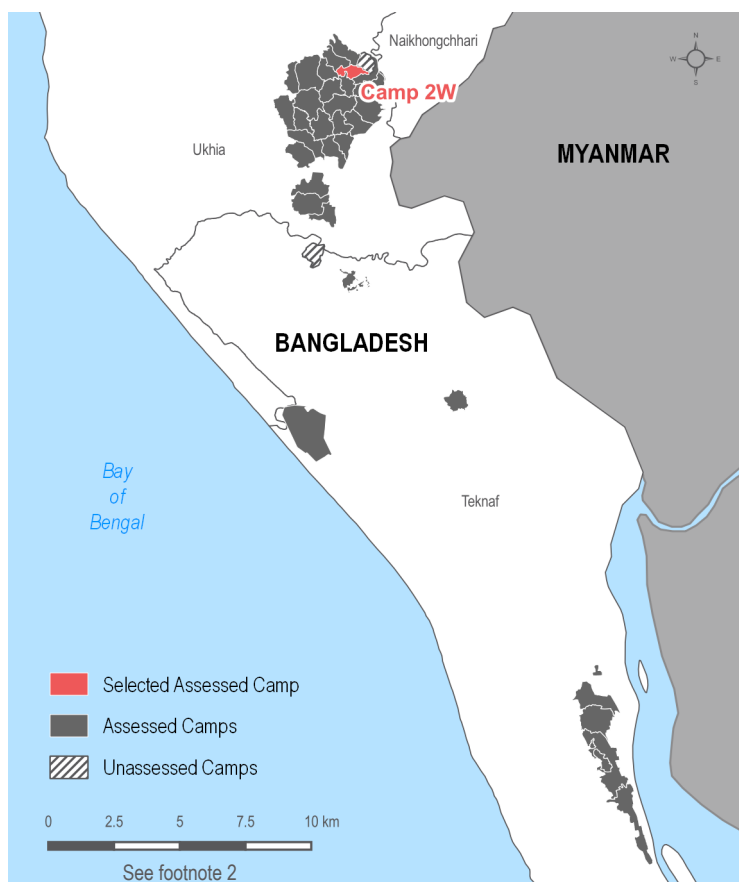 Naikhongchhari
N
W E
S
Camp 2W
Ukhia
MYANMAR
BANGLADESH
Bay
of
Bengal
Teknaf
Selected Assessed Camp
Assessed Camps
Unassessed Camps
0 2.5 5 7.5 10 km
See footnote 2